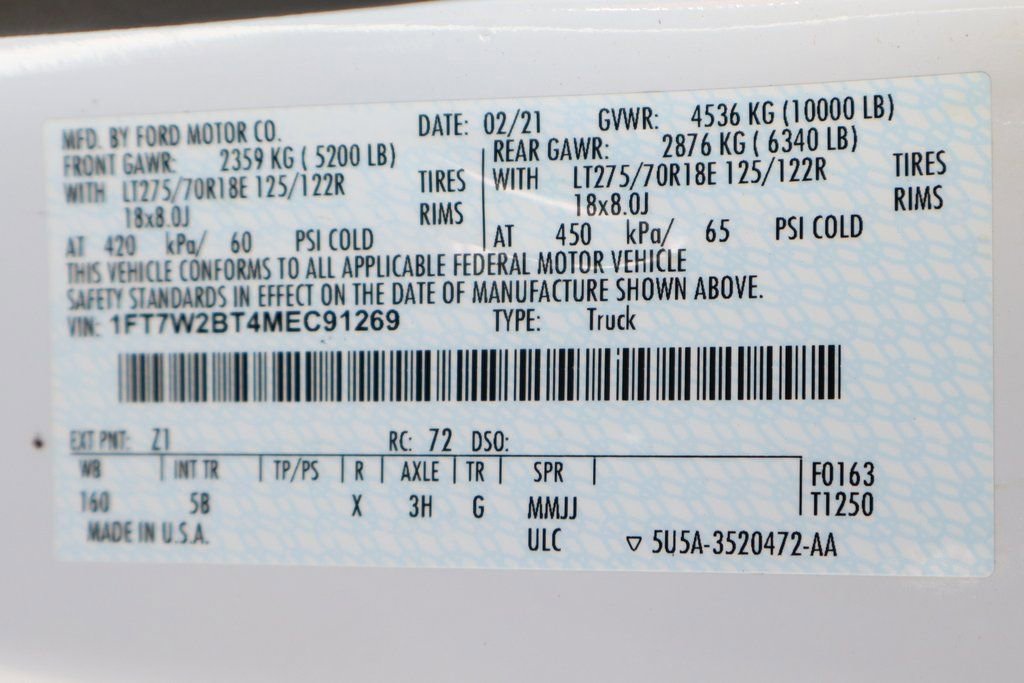 MFD. BY FORD MOTOR CO. DATE: 02/21 GVWR: 4536 KG (10000 LB)
FRONT GAWR: 2359 KG ( 5200 LB) REAR GAWR: 2876 KG ( 6340 LB)
WITH LT275/70R18E 125/122R TIRES WITH LT275/70R18E 125/122R TIRES
18x8.0J RIMS 18x8.0J RIMS
AT 420 kPa/ 60 PSI COLD AT 450 kPa/ 65 PSI COLD
THIS VEHICLE CONFORMS TO ALL APPLICABLE FEDERAL MOTOR VEHICLE
SAFETY STANDARDS IN EFFECT ON THE DATE OF MANUFACTURE SHOWN ABOVE.
VIN: 1FT7W2BT4MEC91269 TYPE: Truck
EXT PNT: Z1 RC: 72 DSO:
WB INT TR TP/PS R AXLE TR SPR F0163
160 5B X 3H G MMJJ T1250
MADE IN U.S.A. ULC ▽ 5U5A-3520472-AA